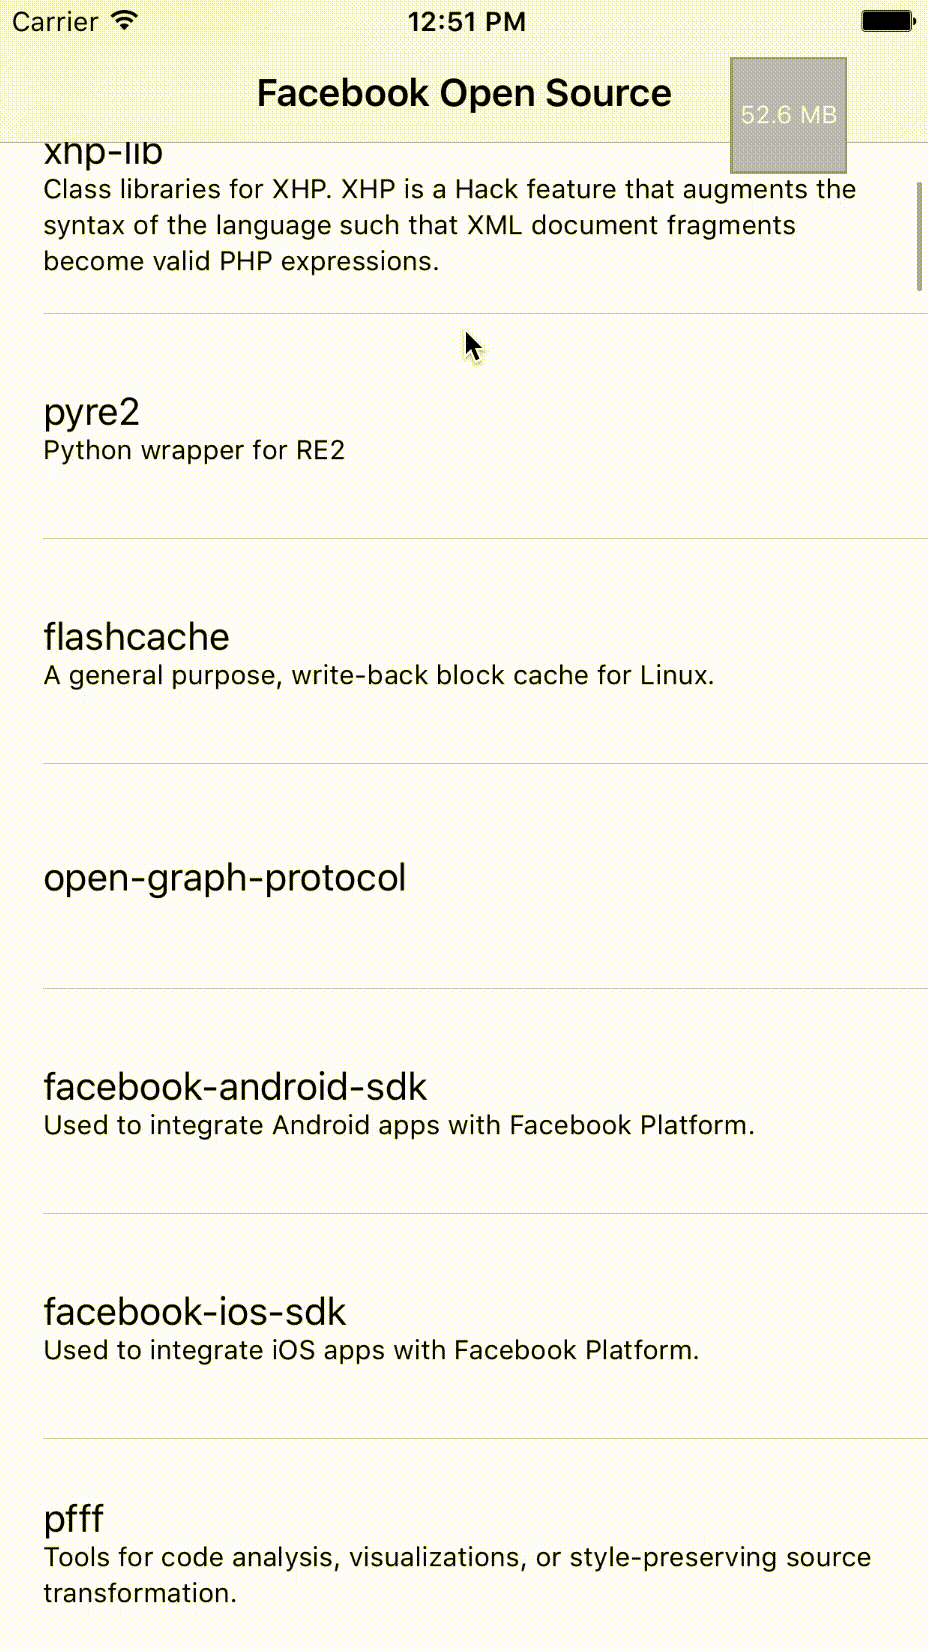 Carrier 12:51 PM
Facebook Open Source
52.6 MB
xhp-lib
Class libraries for XHP. XHP is a Hack feature that augments the
syntax of the language such that XML document fragments
become valid PHP expressions.
pyre2
Python wrapper for RE2
flashcache
A general purpose, write-back block cache for Linux.
open-graph-protocol
facebook-android-sdk
Used to integrate Android apps with Facebook Platform.
facebook-ios-sdk
Used to integrate iOS apps with Facebook Platform.
pfff
Tools for code analysis, visualizations, or style-preserving source
transformation.